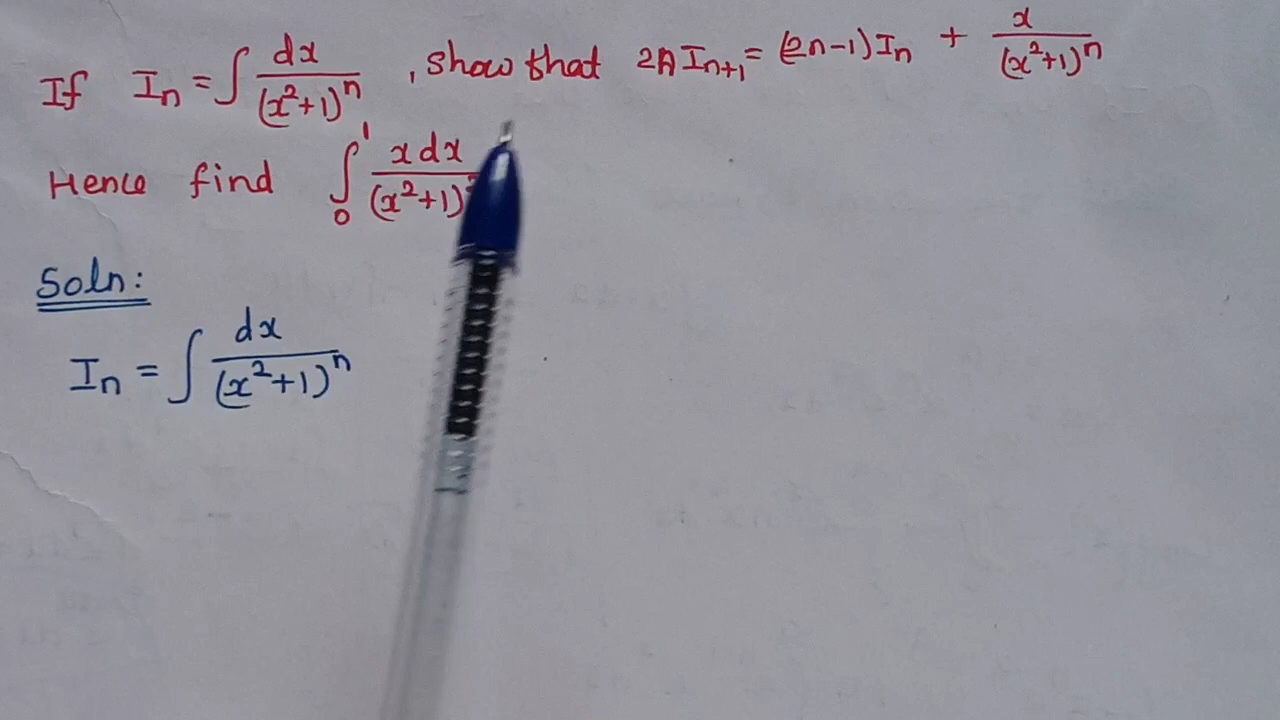 If Iₙ = ∫ dx/(x²+1)ⁿ , show that 2n Iₙ₊₁ = (2n-1) Iₙ + x/(x²+1)ⁿ
Hence find ∫₀¹ x dx/(x²+1)
Soln:
Iₙ = ∫ dx/(x²+1)ⁿ